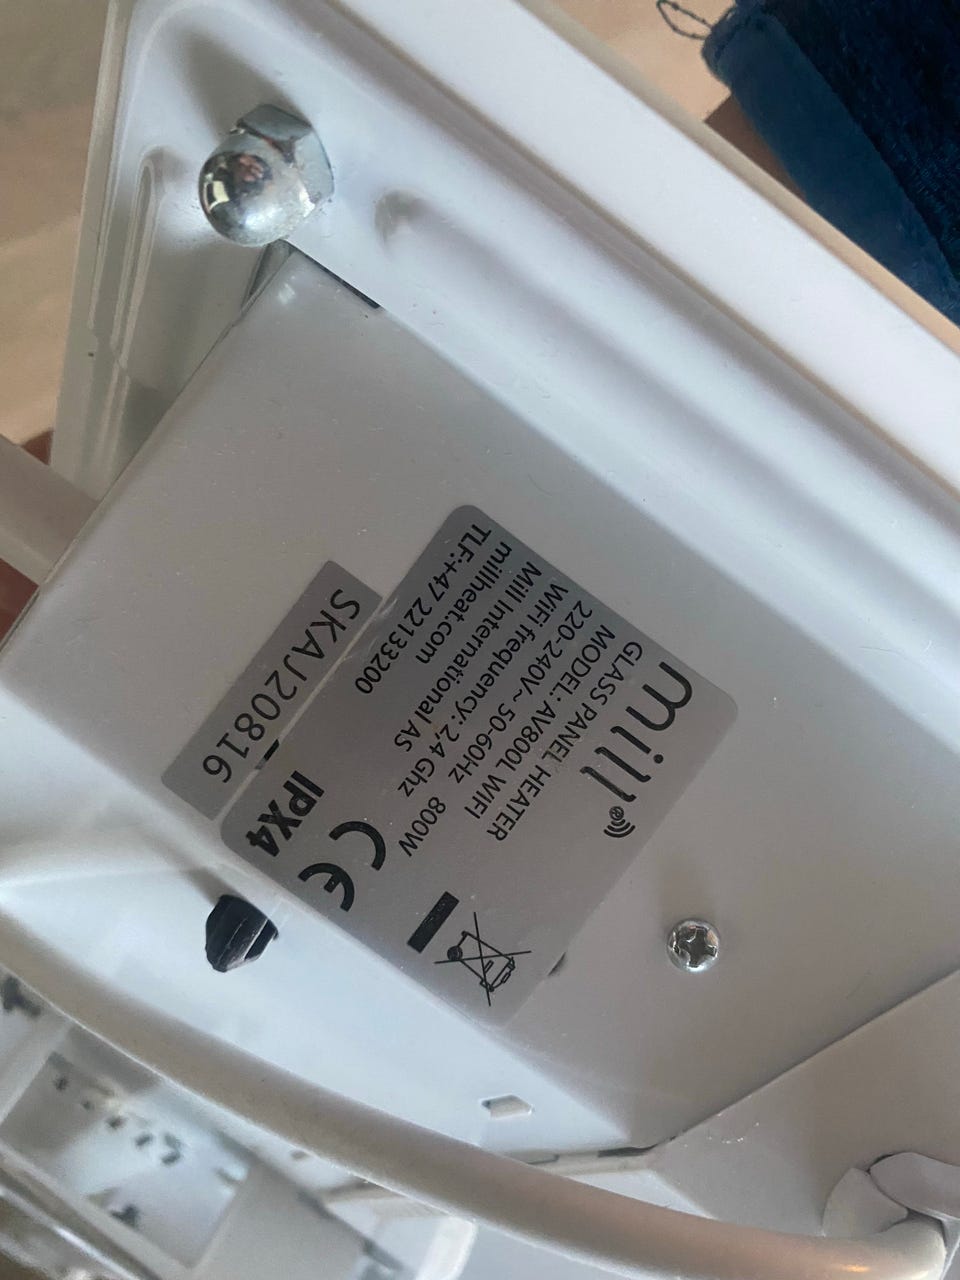 mill
GLASS PANEL HEATER
MODEL: AV800L WIFI
220-240V~ 50-60Hz 800W
WiFi frequency: 2,4 Ghz
Mill International AS
millheat.com
TLF:+47 22133200
IPX4
CE
SKAJ20816